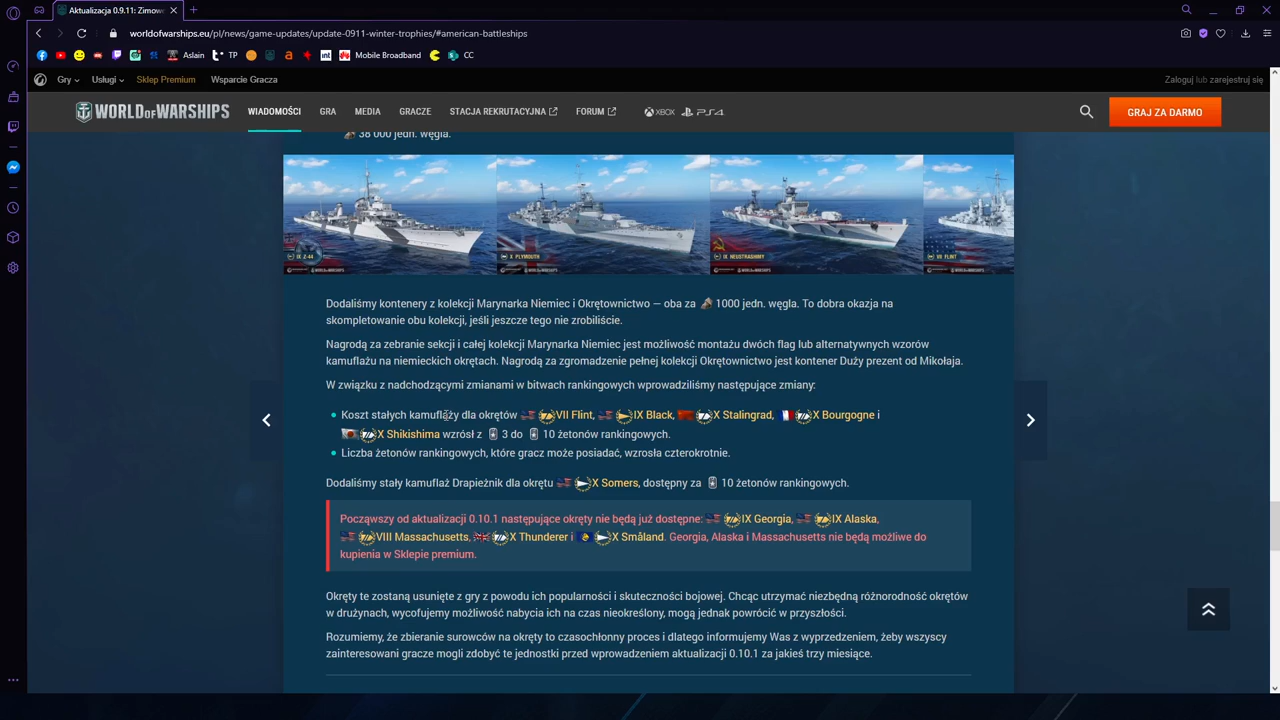 Aktualizacja 0.9.11: Zimowe
worldofwarships.eu/pl/news/game-updates/update-0911-winter-trophies/#american-battleships
Aslain TP Mobile Broadband CC
Gry Usługi Sklep Premium Wsparcie Gracza Zaloguj lub zarejestruj się
WORLD OF WARSHIPS WIADOMOŚCI GRA MEDIA GRACZE STACJA REKRUTACYJNA FORUM XBOX PS4 GRAJ ZA DARMO
38 000 jedn. węgla.
IX Z-44 X PLYMOUTH IX NEUSTRASHIMY VII FLINT
Dodaliśmy kontenery z kolekcji Marynarka Niemiec i Okrętownictwo — oba za 1000 jedn. węgla. To dobra okazja na
skompletowanie obu kolekcji, jeśli jeszcze tego nie zrobiliście.
Nagrodą za zebranie sekcji i całej kolekcji Marynarka Niemiec jest możliwość montażu dwóch flag lub alternatywnych wzorów
kamuflażu na niemieckich okrętach. Nagrodą za zgromadzenie pełnej kolekcji Okrętownictwo jest kontener Duży prezent od Mikołaja.
W związku z nadchodzącymi zmianami w bitwach rankingowych wprowadziliśmy następujące zmiany:
Koszt stałych kamuflaży dla okrętów VII Flint, IX Black, X Stalingrad, X Bourgogne i
X Shikishima wzrósł z 3 do 10 żetonów rankingowych.
Liczba żetonów rankingowych, które gracz może posiadać, wzrosła czterokrotnie.
Dodaliśmy stały kamuflaż Drapieżnik dla okrętu X Somers, dostępny za 10 żetonów rankingowych.
Począwszy od aktualizacji 0.10.1 następujące okręty nie będą już dostępne: IX Georgia, IX Alaska,
VIII Massachusetts, X Thunderer i X Småland. Georgia, Alaska i Massachusetts nie będą możliwe do
kupienia w Sklepie premium.
Okręty te zostaną usunięte z gry z powodu ich popularności i skuteczności bojowej. Chcąc utrzymać niezbędną różnorodność okrętów
w drużynach, wycofujemy możliwość nabycia ich na czas nieokreślony, mogą jednak powrócić w przyszłości.
Rozumiemy, że zbieranie surowców na okręty to czasochłonny proces i dlatego informujemy Was z wyprzedzeniem, żeby wszyscy
zainteresowani gracze mogli zdobyć te jednostki przed wprowadzeniem aktualizacji 0.10.1 za jakieś trzy miesiące.